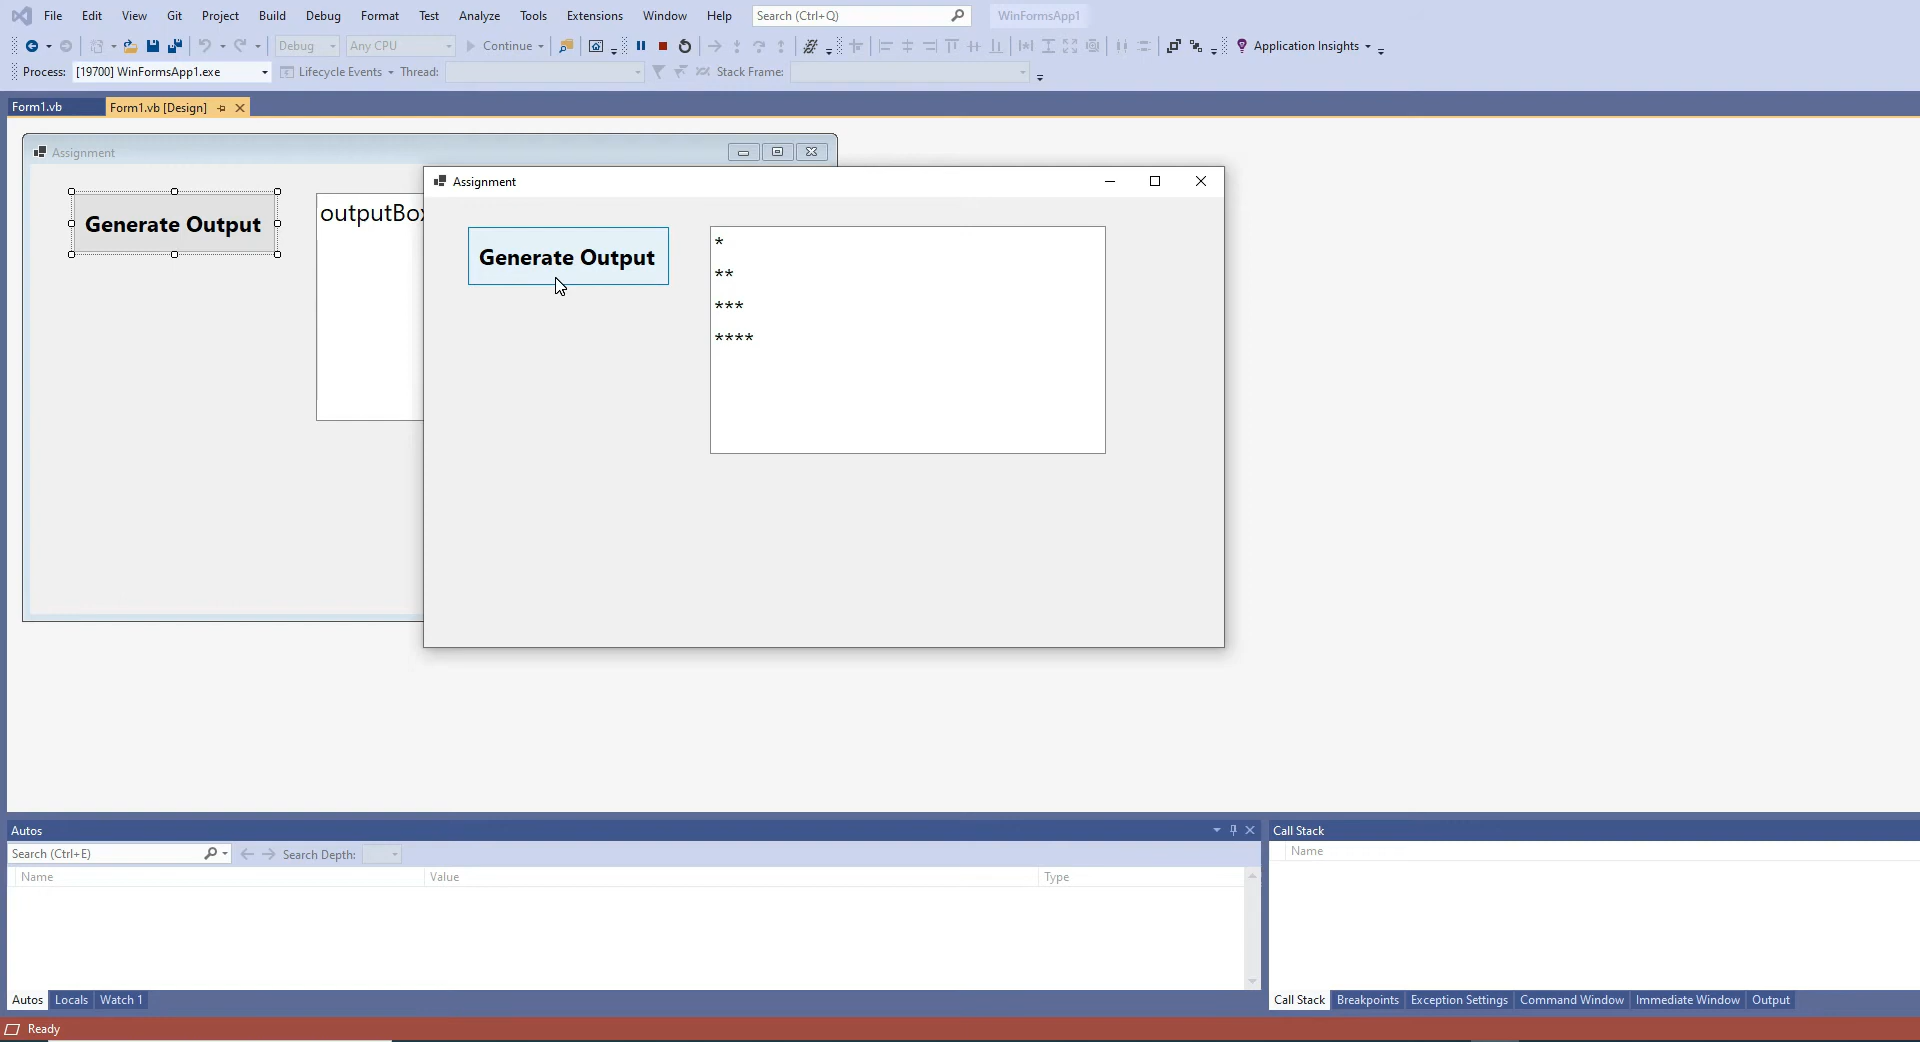 File Edit View Git Project Build Debug Format Test Analyze Tools Extensions Window Help Search (Ctrl+Q) WinFormsApp1
Debug Any CPU Continue Application Insights
Process: [19700] WinFormsApp1.exe Lifecycle Events Thread: Stack Frame:
Form1.vb Form1.vb [Design]
Assignment
Generate Output
outputBox
Assignment
Generate Output
*
**
***
****
Autos
Search (Ctrl+E) Search Depth:
Name Value Type
Autos Locals Watch 1
Call Stack
Name
Call Stack Breakpoints Exception Settings Command Window Immediate Window Output
Ready